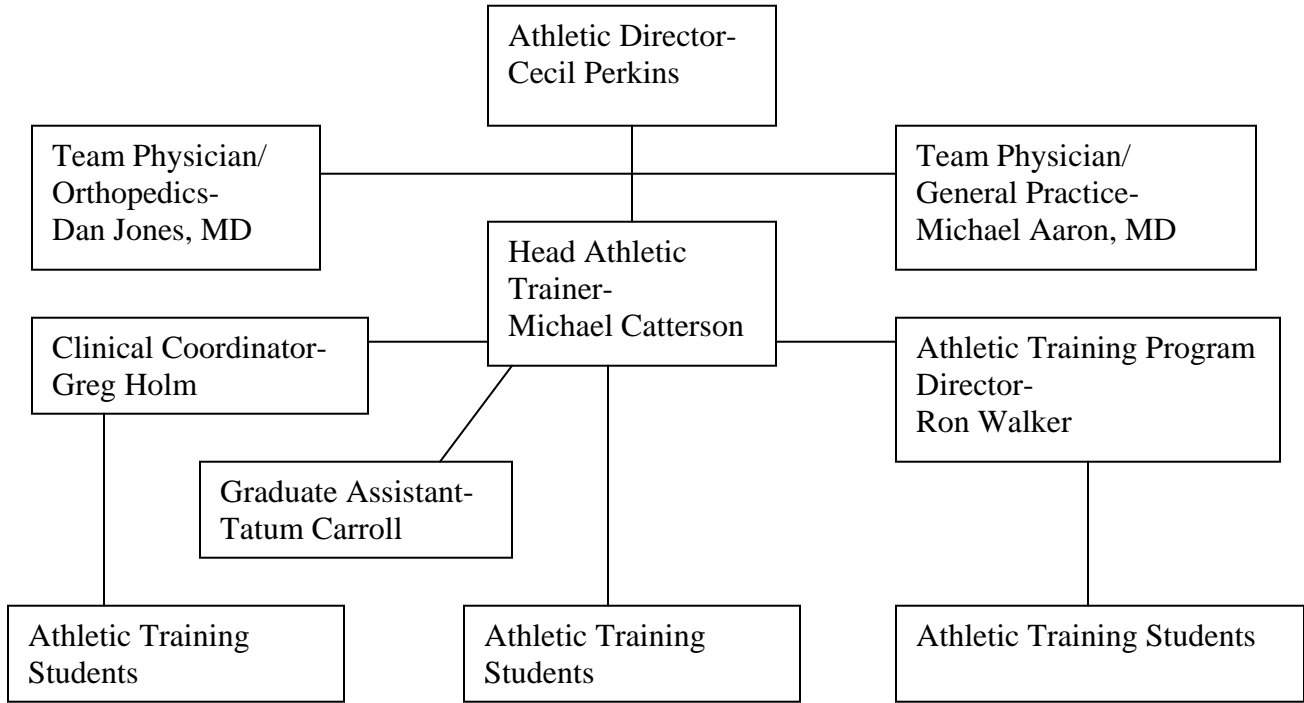 Athletic Director-
Cecil Perkins
Team Physician/
Orthopedics-
Dan Jones, MD
Team Physician/
General Practice-
Michael Aaron, MD
Head Athletic
Trainer-
Michael Catterson
Clinical Coordinator-
Greg Holm
Athletic Training Program
Director-
Ron Walker
Graduate Assistant-
Tatum Carroll
Athletic Training
Students
Athletic Training
Students
Athletic Training Students